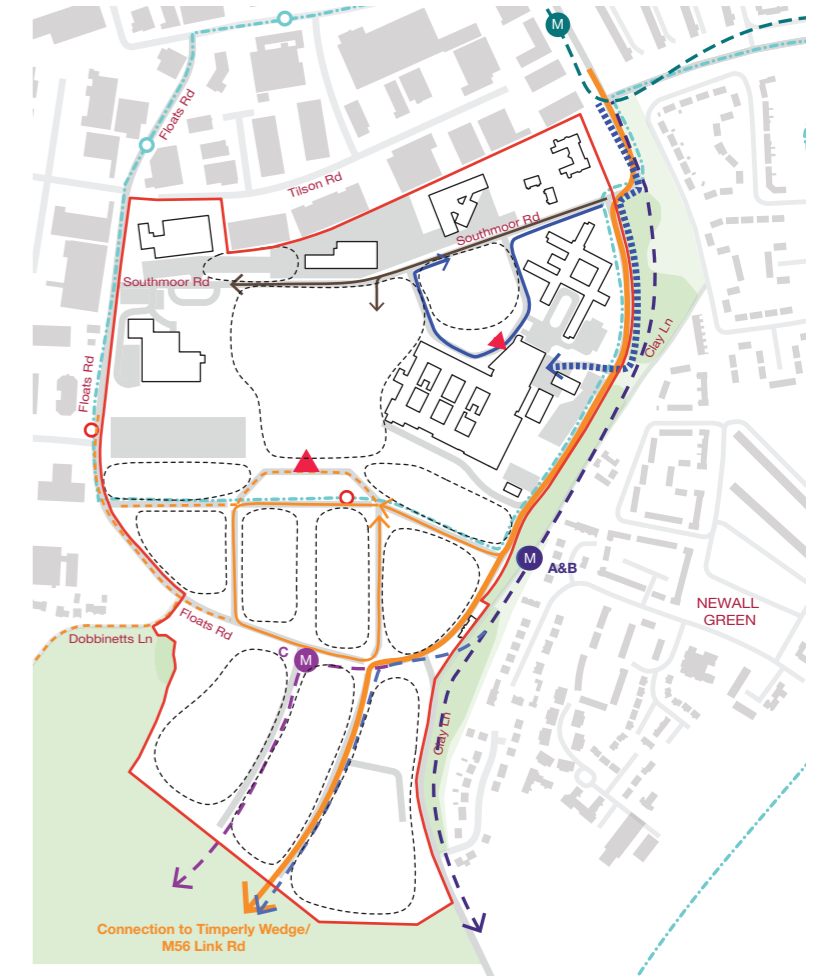 M
Floats Rd
Tilson Rd
Southmoor Rd
Southmoor Rd
Clay Ln
Floats Rd
M
A&B
NEWALL
GREEN
Floats Rd
Dobbinetts Ln
C
M
Clay Ln
Connection to Timperly Wedge/
M56 Link Rd